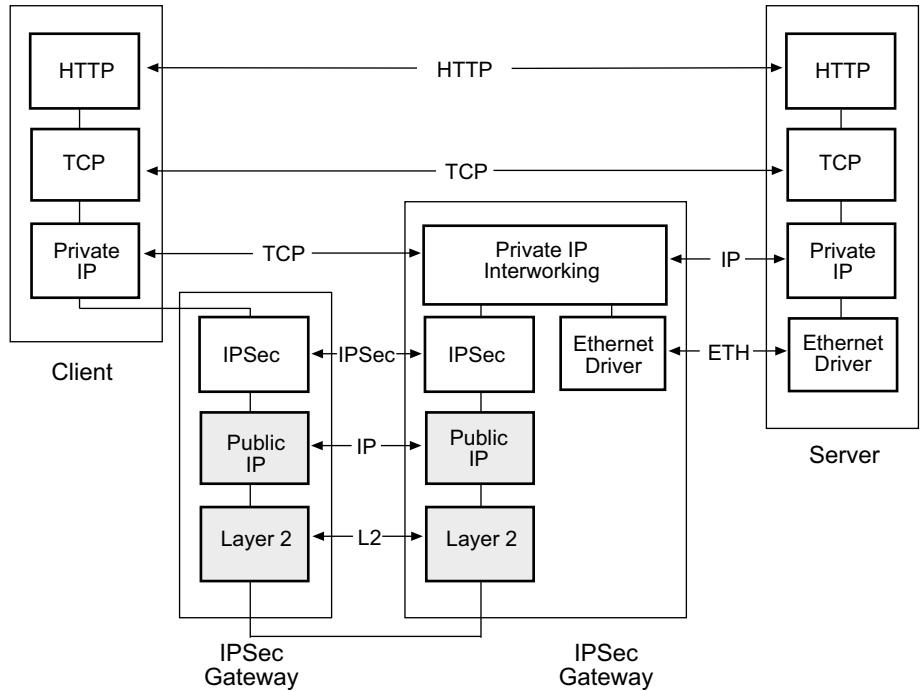 HTTP
HTTP
HTTP
TCP
TCP
TCP
Private
IP
TCP
Private IP
Interworking
IP
Private
IP
IPSec
IPSec
IPSec
Ethernet
Driver
ETH
Ethernet
Driver
Client
Public
IP
IP
Public
IP
Server
Layer 2
L2
Layer 2
IPSec
Gateway
IPSec
Gateway